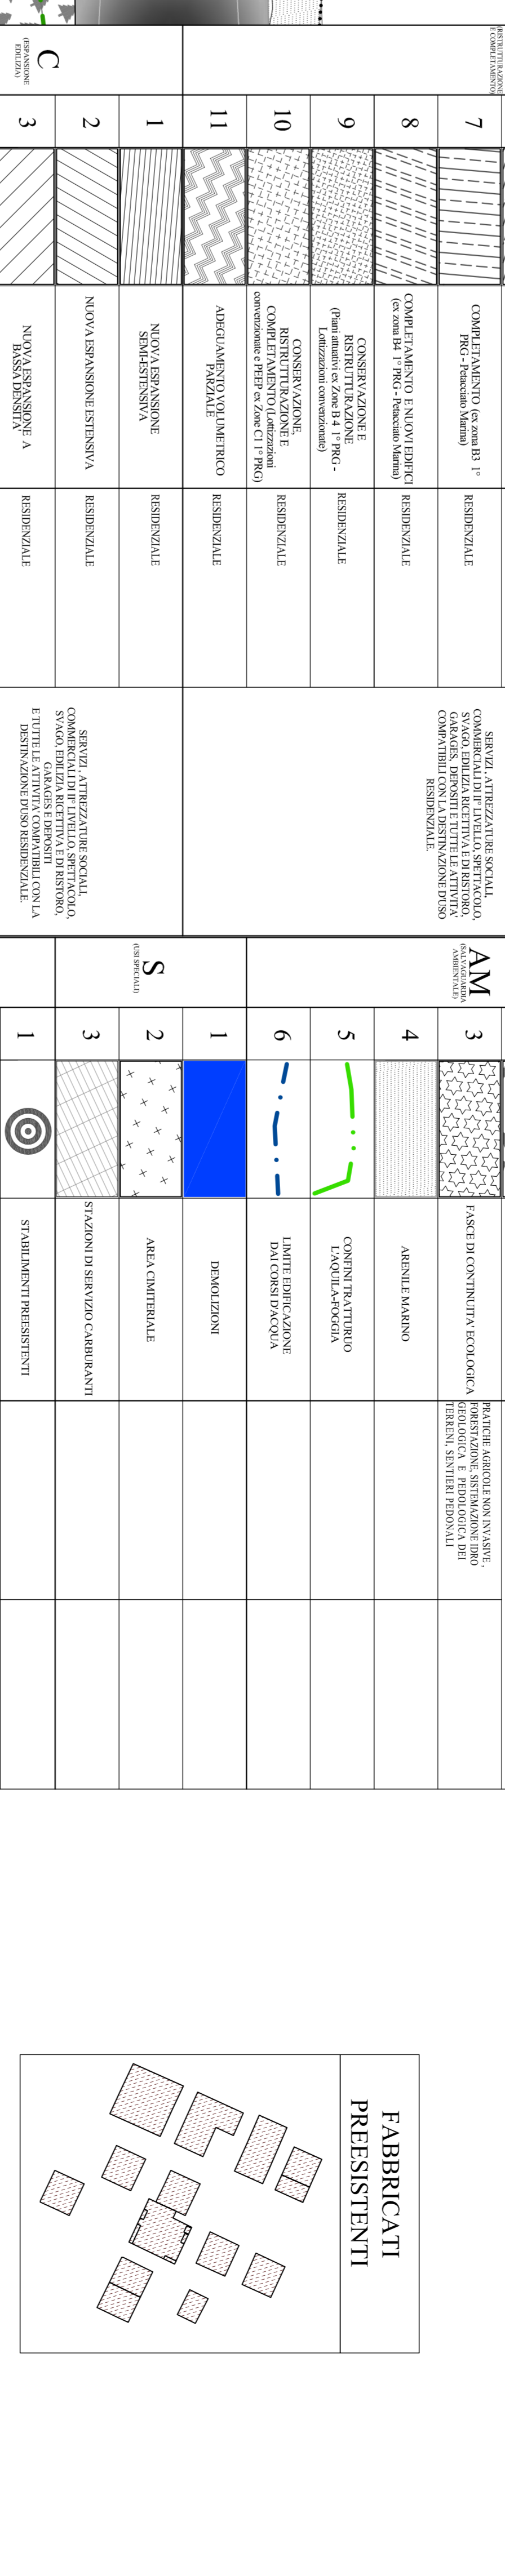 (RISTRUTTURAZIONE
E COMPLETAMENTO)
7
COMPLETAMENTO (ex zona B3 1°
PRG - Petacciato Marina)
RESIDENZIALE
SERVIZI , ATTREZZATURE SOCIALI,
COMMERCIALI DI II° LIVELLO, SPETTACOLO,
SVAGO, EDILIZIA RICETTIVA E DI RISTORO,
GARAGES, DEPOSITI E TUTTE LE ATTIVITA'
COMPATIBILI CON LA DESTINAZIONE D'USO
RESIDENZIALE.
8
COMPLETAMENTO E NUOVI EDIFICI
(ex zona B4 1° PRG - Petacciato Marina)
RESIDENZIALE
9
CONSERVAZIONE E
RISTRUTTURAZIONE
(Piani attuativi ex Zone B 4 1° PRG -
Lottizzazioni convenzionate)
RESIDENZIALE
10
CONSERVAZIONE,
RISTRUTTURAZIONE E
COMPLETAMENTO (Lottizzazioni
convenzionate e PEEP ex Zone C1 1° PRG)
RESIDENZIALE
11
ADEGUAMENTO VOLUMETRICO
PARZIALE
RESIDENZIALE
C
(ESPANSIONE
EDILIZIA)
1
NUOVA ESPANSIONE
SEMI-ESTENSIVA
RESIDENZIALE
SERVIZI , ATTREZZATURE SOCIALI,
COMMERCIALI DI II° LIVELLO, SPETTACOLO,
SVAGO, EDILIZIA RICETTIVA E DI RISTORO,
GARAGES E DEPOSITI
E TUTTE LE ATTIVITA' COMPATIBILI CON LA
DESTINAZIONE D'USO RESIDENZIALE.
2
NUOVA ESPANSIONE ESTENSIVA
RESIDENZIALE
3
NUOVA ESPANSIONE A
BASSA DENSITA'
RESIDENZIALE
AM
(SALVAGUARDIA
AMBIENTALE)
3
FASCE DI CONTINUITA' ECOLOGICA
PRATICHE AGRICOLE NON INVASIVE ,
FORESTAZIONE, SISTEMAZIONE IDRO
GEOLOGICA E PEDOLOGICA DEI
TERRENI, SENTIERI PEDONALI
4
ARENILE MARINO
5
CONFINI TRATTURUO
L'AQUILA-FOGGIA
6
LIMITE EDIFICAZIONE
DAI CORSI D'ACQUA
S
(USI SPECIALI)
1
DEMOLIZIONI
2
AREA CIMITERIALE
3
STAZIONI DI SERVIZIO CARBURANTI
1
STABILIMENTI PREESISTENTI
FABBRICATI
PREESISTENTI